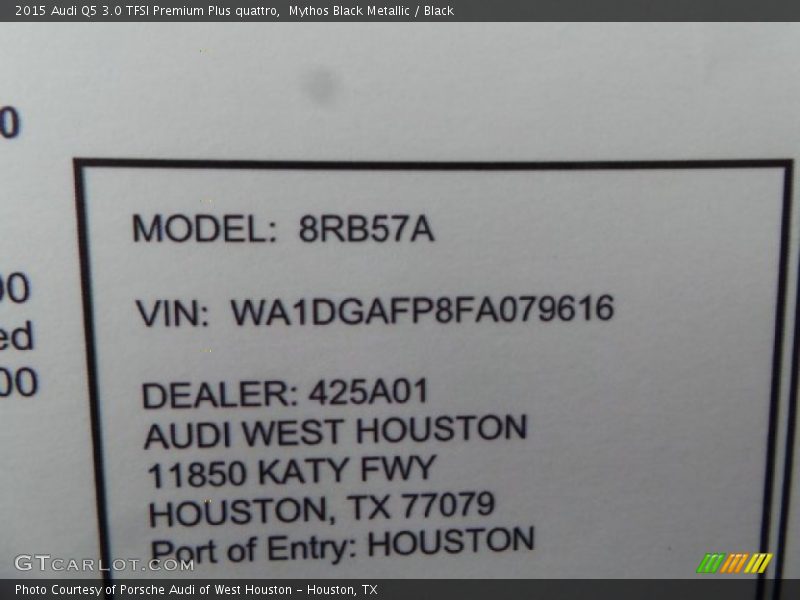 2015 Audi Q5 3.0 TFSI Premium Plus quattro,  Mythos Black Metallic / Black
0
MODEL: 8RB57A
00
VIN: WA1DGAFP8FA079616
ed
00
DEALER: 425A01
AUDI WEST HOUSTON
11850 KATY FWY
HOUSTON, TX 77079
Port of Entry: HOUSTON
GTCARLOT.COM
Photo Courtesy of Porsche Audi of West Houston – Houston, TX